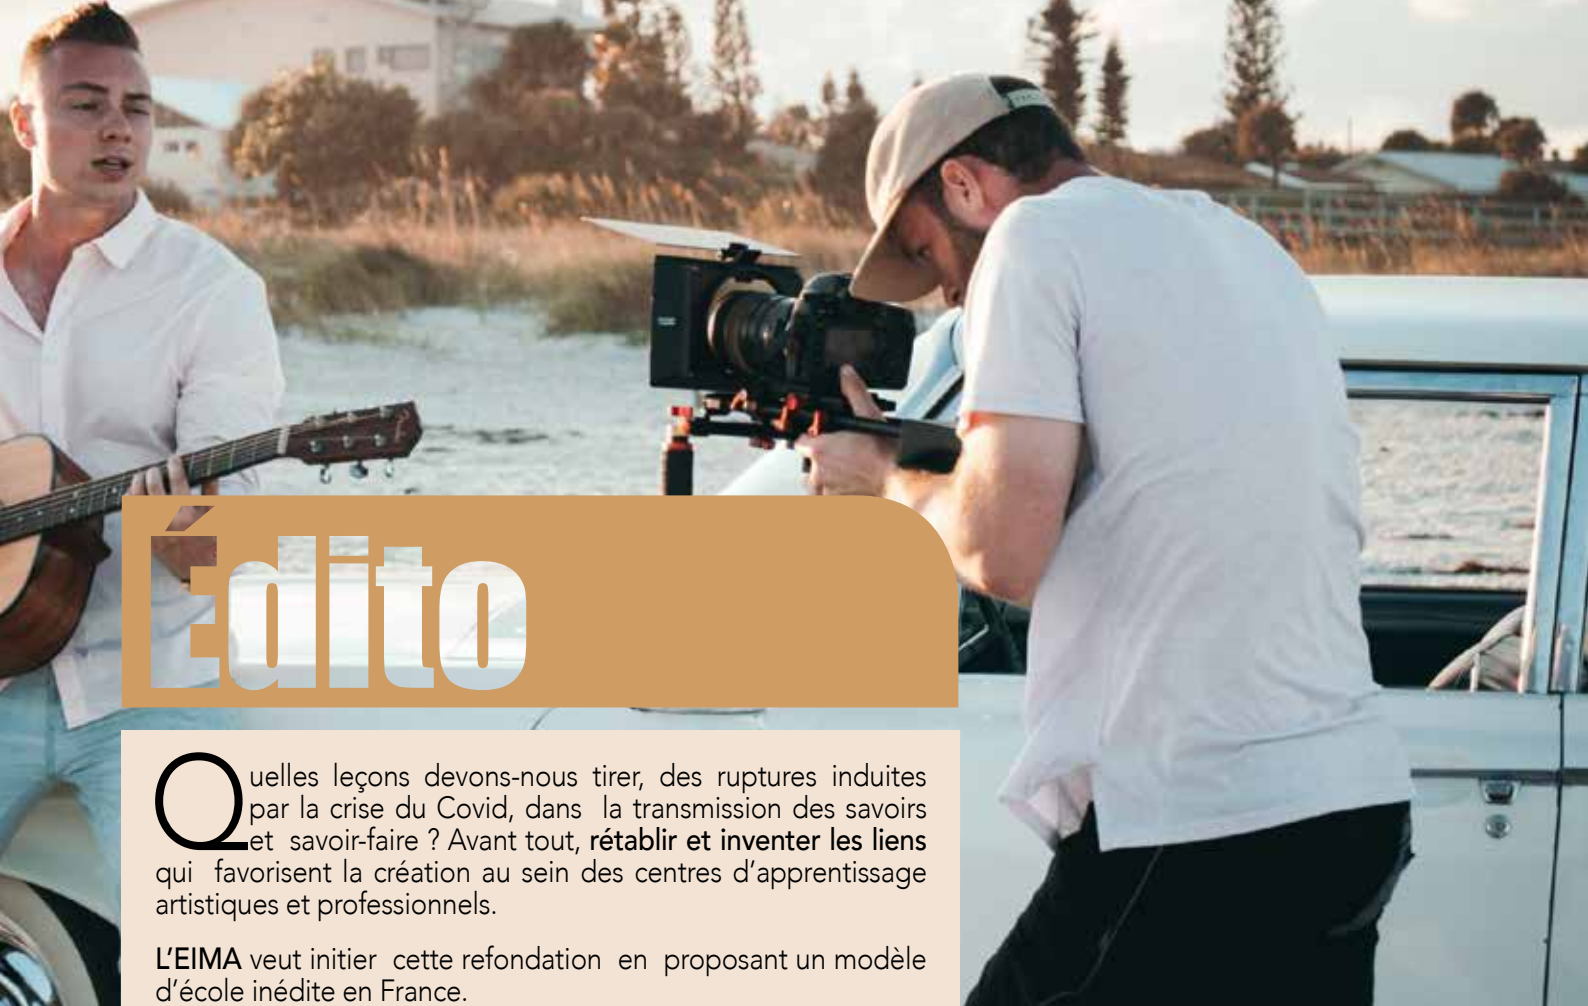 Édito
Quelles leçons devons-nous tirer, des ruptures induites
par la crise du Covid, dans la transmission des savoirs
et savoir-faire ? Avant tout, rétablir et inventer les liens
qui favorisent la création au sein des centres d'apprentissage
artistiques et professionnels.
L'EIMA veut initier cette refondation en proposant un modèle
d'école inédite en France.